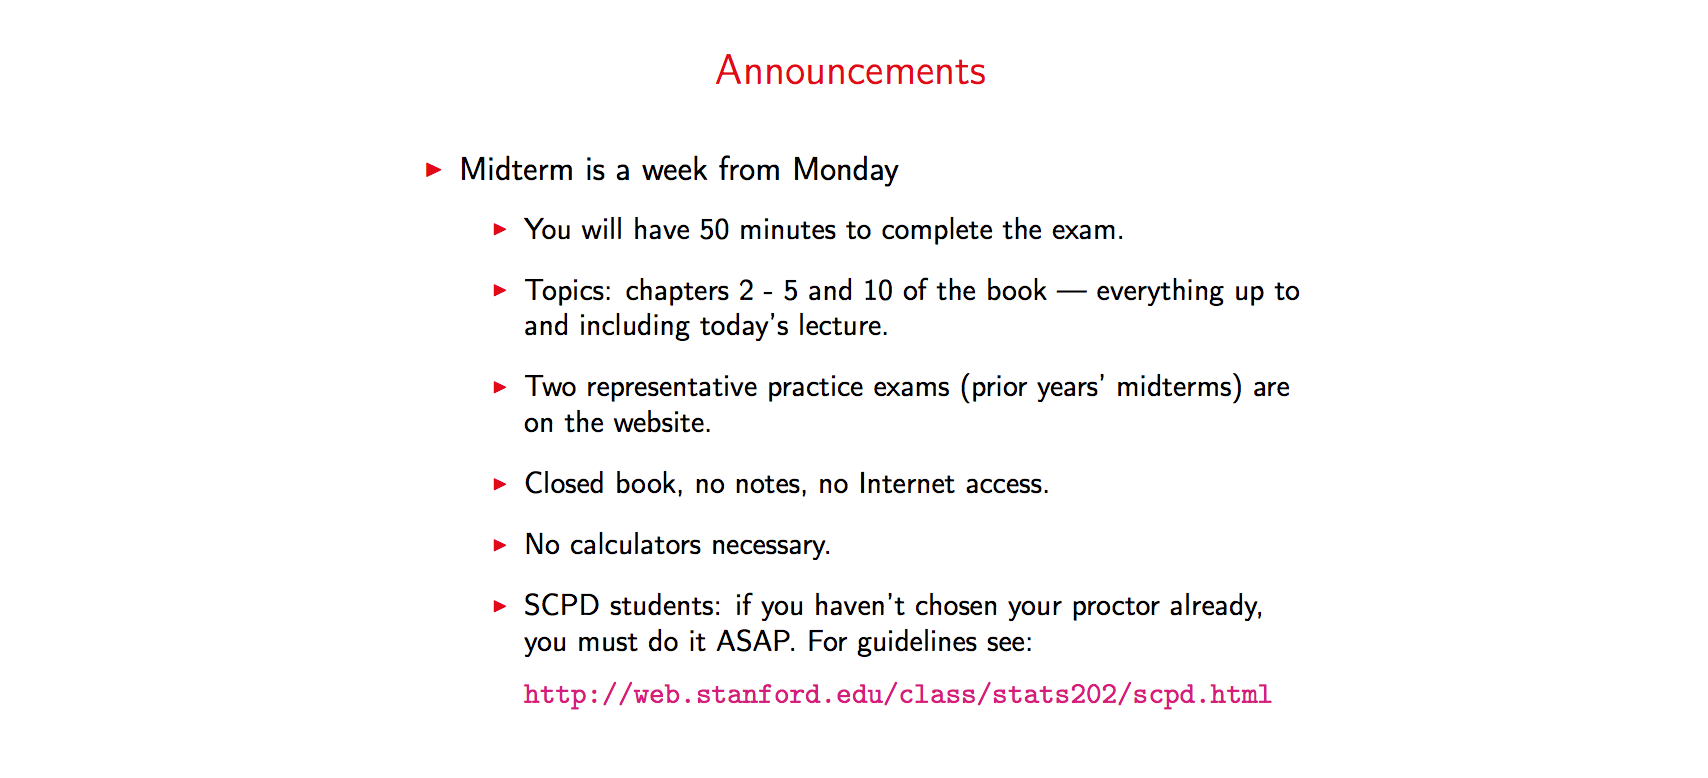 Announcements
▶ Midterm is a week from Monday
▶ You will have 50 minutes to complete the exam.
▶ Topics: chapters 2 - 5 and 10 of the book — everything up to
and including today's lecture.
▶ Two representative practice exams (prior years' midterms) are
on the website.
▶ Closed book, no notes, no Internet access.
▶ No calculators necessary.
▶ SCPD students: if you haven't chosen your proctor already,
you must do it ASAP. For guidelines see:
http://web.stanford.edu/class/stats202/scpd.html